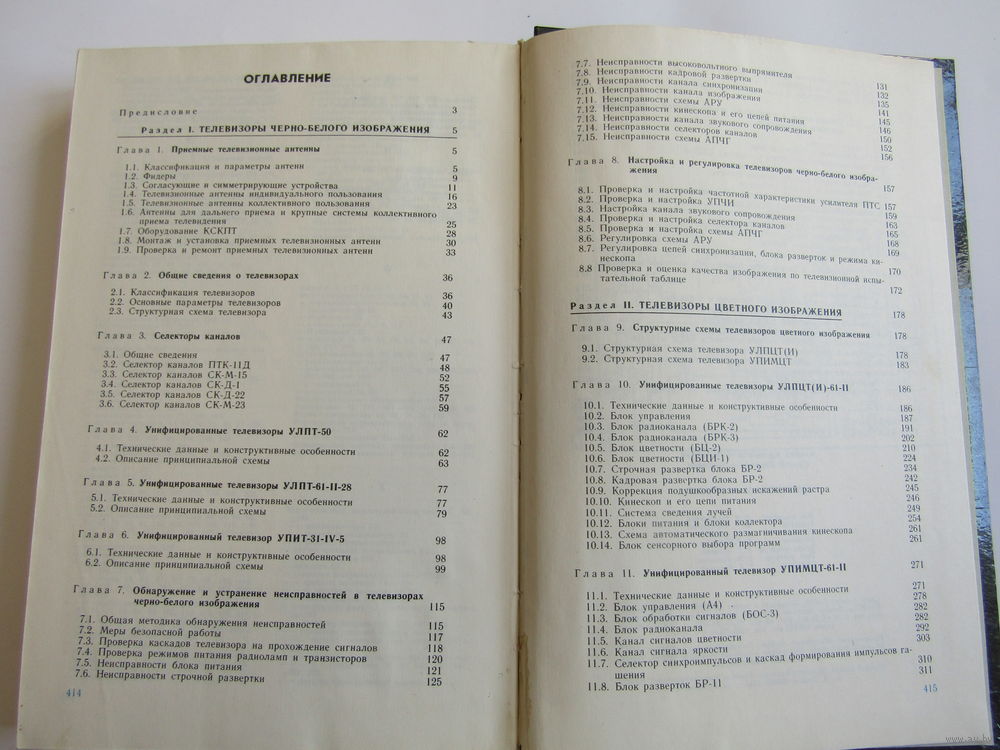 ОГЛАВЛЕНИЕ
Предисловие 3
Раздел I. ТЕЛЕВИЗОРЫ ЧЕРНО-БЕЛОГО ИЗОБРАЖЕНИЯ 5
Глава 1. Приемные телевизионные антенны 5
1.1. Классификация и параметры антенн 5
1.2. Фидеры 9
1.3. Согласующие и симметрирующие устройства 11
1.4. Телевизионные антенны индивидуального пользования 16
1.5. Телевизионные антенны коллективного пользования 23
1.6. Антенны для дальнего приема и крупные системы коллективного
приема телевидения 25
1.7. Оборудование КСКПТ 28
1.8. Монтаж и установка приемных телевизионных антенн 30
1.9. Проверка и ремонт приемных телевизионных антенн 33
Глава 2. Общие сведения о телевизорах 36
2.1. Классификация телевизоров 36
2.2. Основные параметры телевизоров 40
2.3. Структурная схема телевизора 43
Глава 3. Селекторы каналов 47
3.1. Общие сведения 47
3.2. Селектор каналов ПТК-11Д 48
3.3. Селектор каналов СК-М-15 52
3.4. Селектор каналов СК-Д-1 55
3.5. Селектор каналов СК-Д-22 57
3.6. Селектор каналов СК-М-23 59
Глава 4. Унифицированные телевизоры УЛПТ-50 62
4.1. Технические данные и конструктивные особенности 62
4.2. Описание принципиальной схемы 63
Глава 5. Унифицированные телевизоры УЛПТ-61-II-28 77
5.1. Технические данные и конструктивные особенности 77
5.2. Описание принципиальной схемы 79
Глава 6. Унифицированный телевизор УПИТ-31-IV-5 98
6.1. Технические данные и конструктивные особенности 98
6.2. Описание принципиальной схемы 99
Глава 7. Обнаружение и устранение неисправностей в телевизорах
черно-белого изображения 115
7.1. Общая методика обнаружения неисправностей 115
7.2. Меры безопасной работы 117
7.3. Проверка каскадов телевизора на прохождение сигналов 118
7.4. Проверка режимов питания радиоламп и транзисторов 120
7.5. Неисправности блока питания 121
7.6. Неисправности строчной развертки 125
414
7.7. Неисправности высоковольтного выпрямителя 131
7.8. Неисправности кадровой развертки 132
7.9. Неисправности канала синхронизации 135
7.10. Неисправности канала изображения 141
7.11. Неисправности схемы АРУ 145
7.12. Неисправности кинескопа и его цепей питания 146
7.13. Неисправности канала звукового сопровождения 150
7.14. Неисправности селекторов каналов 152
7.15. Неисправности схемы АПЧГ 156
Глава 8. Настройка и регулировка телевизоров черно-белого изобра-
жения 157
8.1. Проверка и настройка частотной характеристики усилителя ПТС 157
8.2. Проверка и настройка УПЧИ 159
8.3. Настройка канала звукового сопровождения 163
8.4. Проверка и настройка селектора каналов 165
8.5. Проверка и настройка схемы АПЧГ 168
8.6. Регулировка схемы АРУ 169
8.7. Регулировка цепей синхронизации, блока разверток и режима ки-
нескопа 170
8.8 Проверка и оценка качества изображения по телевизионной испы-
тательной таблице 172
Раздел II. ТЕЛЕВИЗОРЫ ЦВЕТНОГО ИЗОБРАЖЕНИЯ 178
Глава 9. Структурные схемы телевизоров цветного изображения 178
9.1. Структурная схема телевизора УЛПЦТ(И) 178
9.2. Структурная схема телевизора УПИМЦТ 183
Глава 10. Унифицированные телевизоры УЛПЦТ(И)-61-II 186
10.1. Технические данные и конструктивные особенности 186
10.2. Блок управления 187
10.3. Блок радиоканала (БРК-2) 191
10.4. Блок радиоканала (БРК-3) 202
10.5. Блок цветности (БЦ-2) 210
10.6. Блок цветности (БЦИ-1) 224
10.7. Строчная развертка блока БР-2 234
10.8. Кадровая развертка блока БР-2 242
10.9. Коррекция подушкообразных искажений растра 245
10.10. Кинескоп и его цепи питания 246
10.11. Система сведения лучей 249
10.12. Блоки питания и блоки коллектора 254
10.13. Схема автоматического размагничивания кинескопа 261
10.14. Блок сенсорного выбора программ 261
Глава 11. Унифицированный телевизор УПИМЦТ-61-II 271
11.1. Технические данные и конструктивные особенности 271
11.2. Блок управления (А4) 278
11.3. Блок обработки сигналов (БОС-3) 282
11.4. Блок радиоканала 282
11.5. Канал сигналов цветности 292
11.6. Канал сигнала яркости 303
11.7. Селектор синхроимпульсов и каскад формирования импульсов га-
шения 310
11.8. Блок разверток БР-11 311
415
www.au.by